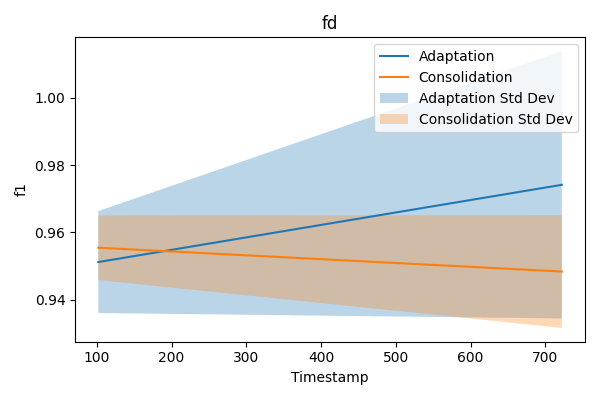 fd
Adaptation
Consolidation
Adaptation Std Dev
Consolidation Std Dev
f1
1.00
0.98
0.96
0.94
100 200 300 400 500 600 700
Timestamp